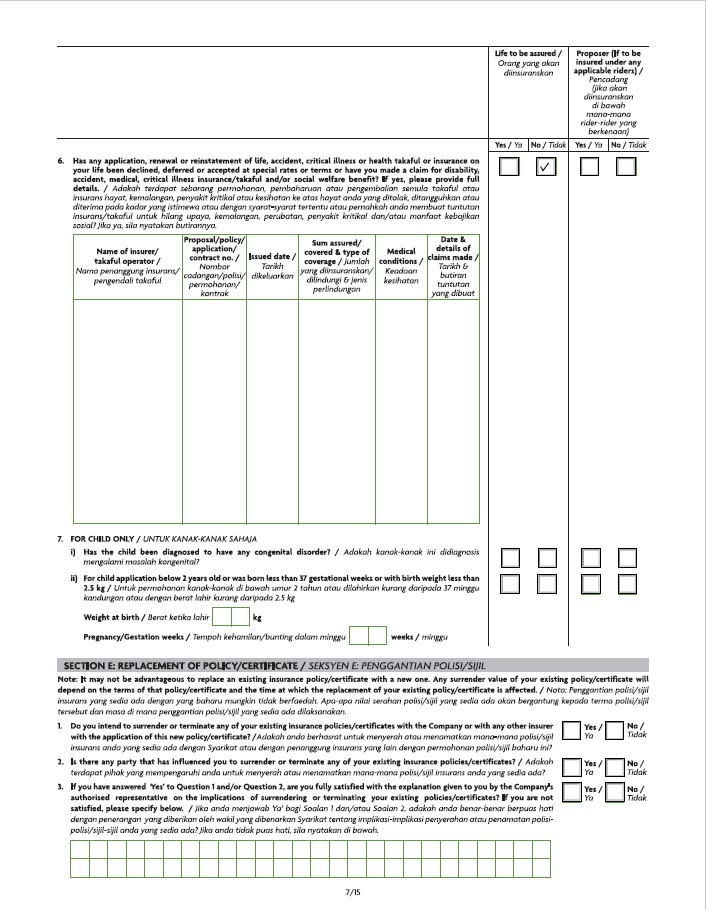 Life to be assured /
Orang yang akan
diinsuranskan
Proposer (If to be
insured under any
applicable riders) /
Pencadang
(jika akan
diinsuranskan
di bawah
mana-mana
rider-rider yang
berkenaan)
Yes / Ya No / Tidak Yes / Ya No / Tidak
6. Has any application, renewal or reinstatement of life, accident, critical illness or health takaful or insurance on
your life been declined, deferred or accepted at special rates or terms or have you made a claim for disability,
accident, medical, critical illness insurance/takaful and/or social welfare benefit? If yes, please provide full
details. / Adakah terdapat sebarang permohonan, pembaharuan atau pengembalian semula takaful atau
insurans hayat, kemalangan, penyakit kritikal atau kesihatan ke atas hayat anda yang ditolak, ditangguhkan atau
diterima pada kadar yang istimewa atau dengan syarat-syarat tertentu atau pernahkah anda membuat tuntutan
insurans/takaful untuk hilang upaya, kemalangan, perubatan, penyakit kritikal dan/atau manfaat kebajikan
sosial? Jika ya, sila nyatakan butirannya.
✓
Name of insurer/
takaful operator /
Nama penanggung insurans/
pengendali takaful
Proposal/policy/
application/
contract no. /
Nombor
cadangan/polisi/
permohonan/
kontrak
Issued date /
Tarikh
dikeluarkan
Sum assured/
covered & type of
coverage / Jumlah
yang diinsuranskan/
dilindungi & jenis
perlindungan
Medical
conditions /
Keadaan
kesihatan
Date &
details of
claims made /
Tarikh &
butiran
tuntutan
yang dibuat
7. FOR CHILD ONLY / UNTUK KANAK-KANAK SAHAJA
i) Has the child been diagnosed to have any congenital disorder? / Adakah kanak-kanak ini didiagnosis
mengalami masalah kongenital?
ii) For child application below 2 years old or was born less than 37 gestational weeks or with birth weight less than
2.5 kg / Untuk permohonan kanak-kanak di bawah umur 2 tahun atau dilahirkan kurang daripada 37 minggu
kandungan atau dengan berat lahir kurang daripada 2.5 kg
Weight at birth / Berat ketika lahir kg
Pregnancy/Gestation weeks / Tempoh kehamilan/bunting dalam minggu weeks / minggu
SECTION E: REPLACEMENT OF POLICY/CERTIFICATE / SEKSYEN E: PENGGANTIAN POLISI/SIJIL
Note: It may not be advantageous to replace an existing insurance policy/certificate with a new one. Any surrender value of your existing policy/certificate will
depend on the terms of that policy/certificate and the time at which the replacement of your existing policy/certificate is affected. / Nota: Penggantian polisi/sijil
insurans yang sedia ada dengan yang baharu mungkin tidak berfaedah. Apa-apa nilai serahan polisi/sijil yang sedia ada akan bergantung kepada terma polisi/sijil
tersebut dan masa di mana penggantian polisi/sijil yang sedia ada dilaksanakan.
1. Do you intend to surrender or terminate any of your existing insurance policies/certificates with the Company or with any other insurer
with the application of this new policy/certificate? / Adakah anda berhasrat untuk menyerah atau menamatkan mana-mana polisi/sijil
insurans anda yang sedia ada dengan Syarikat atau dengan penanggung insurans yang lain dengan permohonan polisi/sijil baharu ini?
Yes / No /
Ya Tidak
2. Is there any party that has influenced you to surrender or terminate any of your existing insurance policies/certificates? / Adakah
terdapat pihak yang mempengaruhi anda untuk menyerah atau menamatkan mana-mana polisi/sijil insurans anda yang sedia ada?
Yes / No /
Ya Tidak
3. If you have answered 'Yes' to Question 1 and/or Question 2, are you fully satisfied with the explanation given to you by the Company's
authorised representative on the implications of surrendering or terminating your existing policies/certificates? If you are not
satisfied, please specify below. / Jika anda menjawab 'Ya' bagi Soalan 1 dan/atau Soalan 2, adakah anda benar-benar berpuas hati
dengan penerangan yang diberikan oleh wakil yang dibenarkan Syarikat tentang implikasi-implikasi penyerahan atau penamatan polisi-
polisi/sijil-sijil anda yang sedia ada? Jika anda tidak puas hati, sila nyatakan di bawah.
Yes / No /
Ya Tidak
7/15